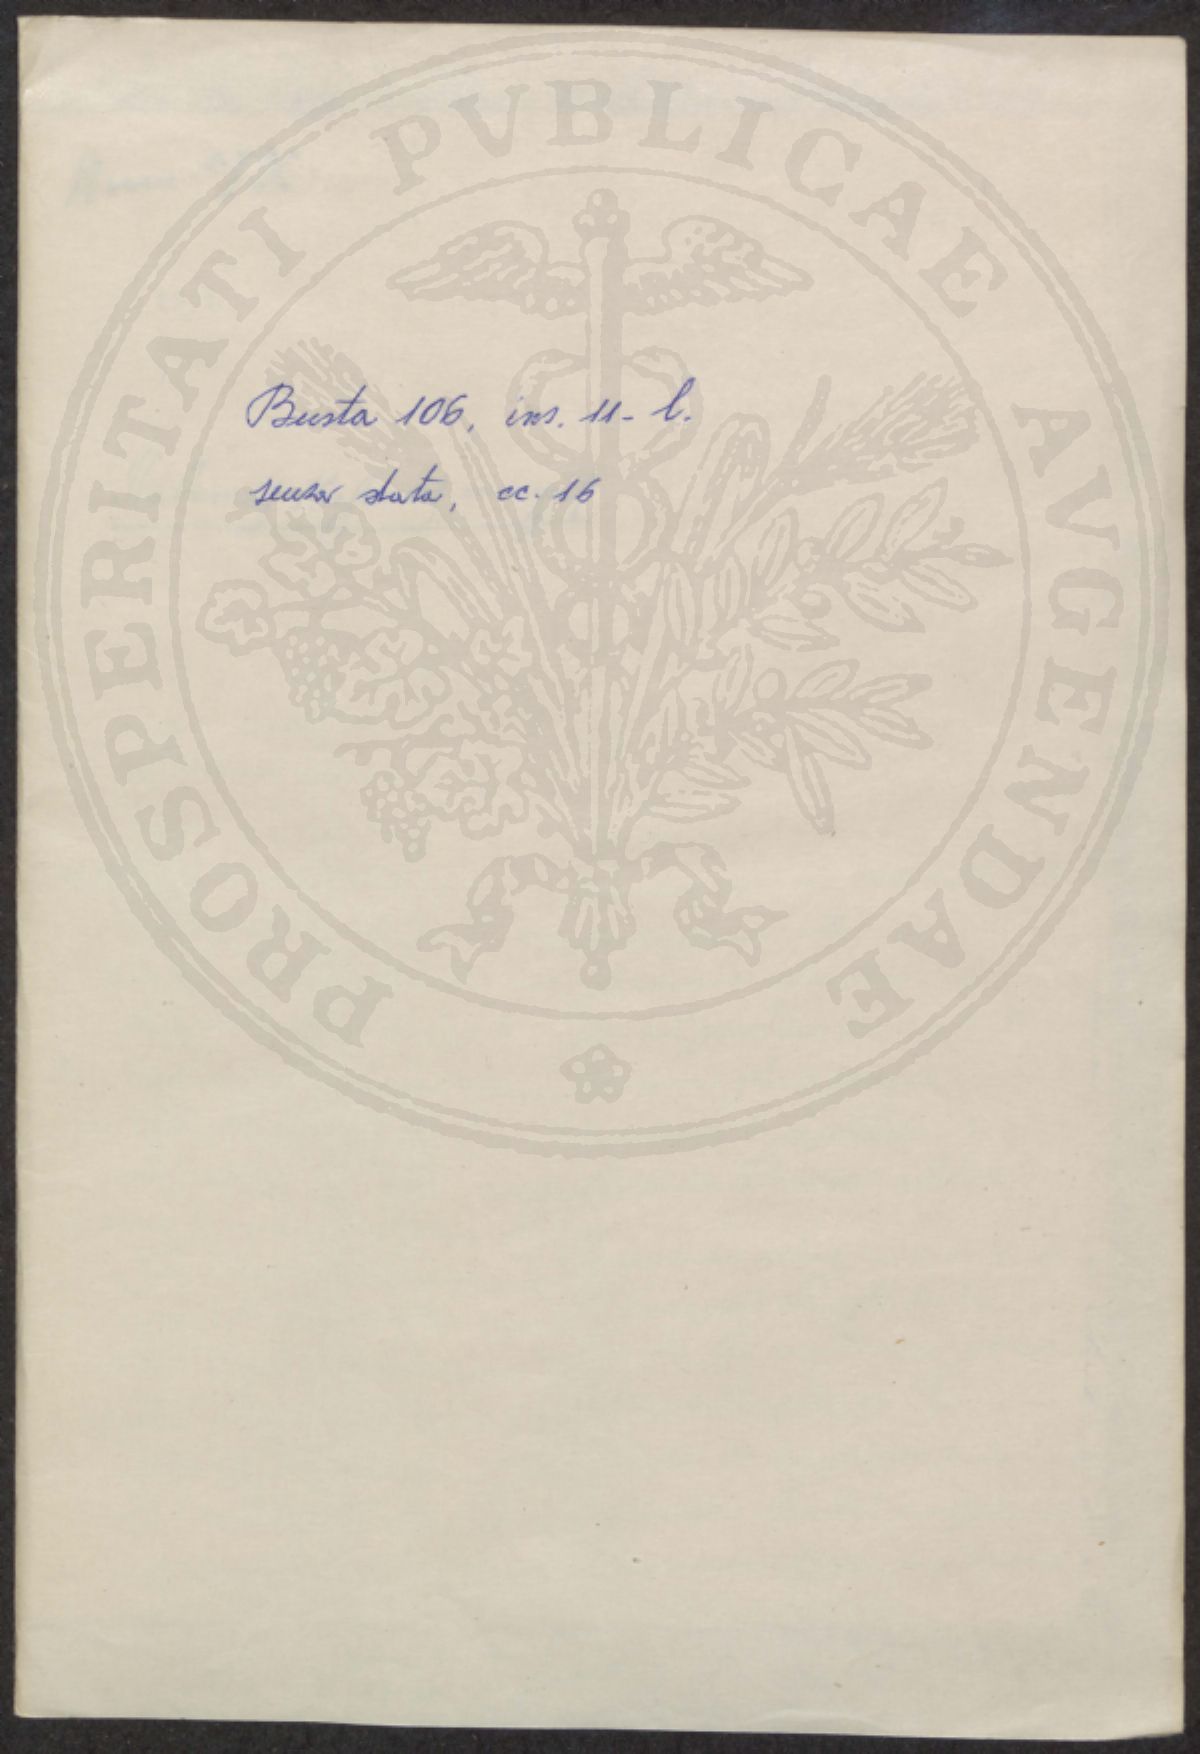 PROSPERITATI PVBLICAE AVGENDAE
Busta 106, ins. 11- l.
senza data, cc. 16